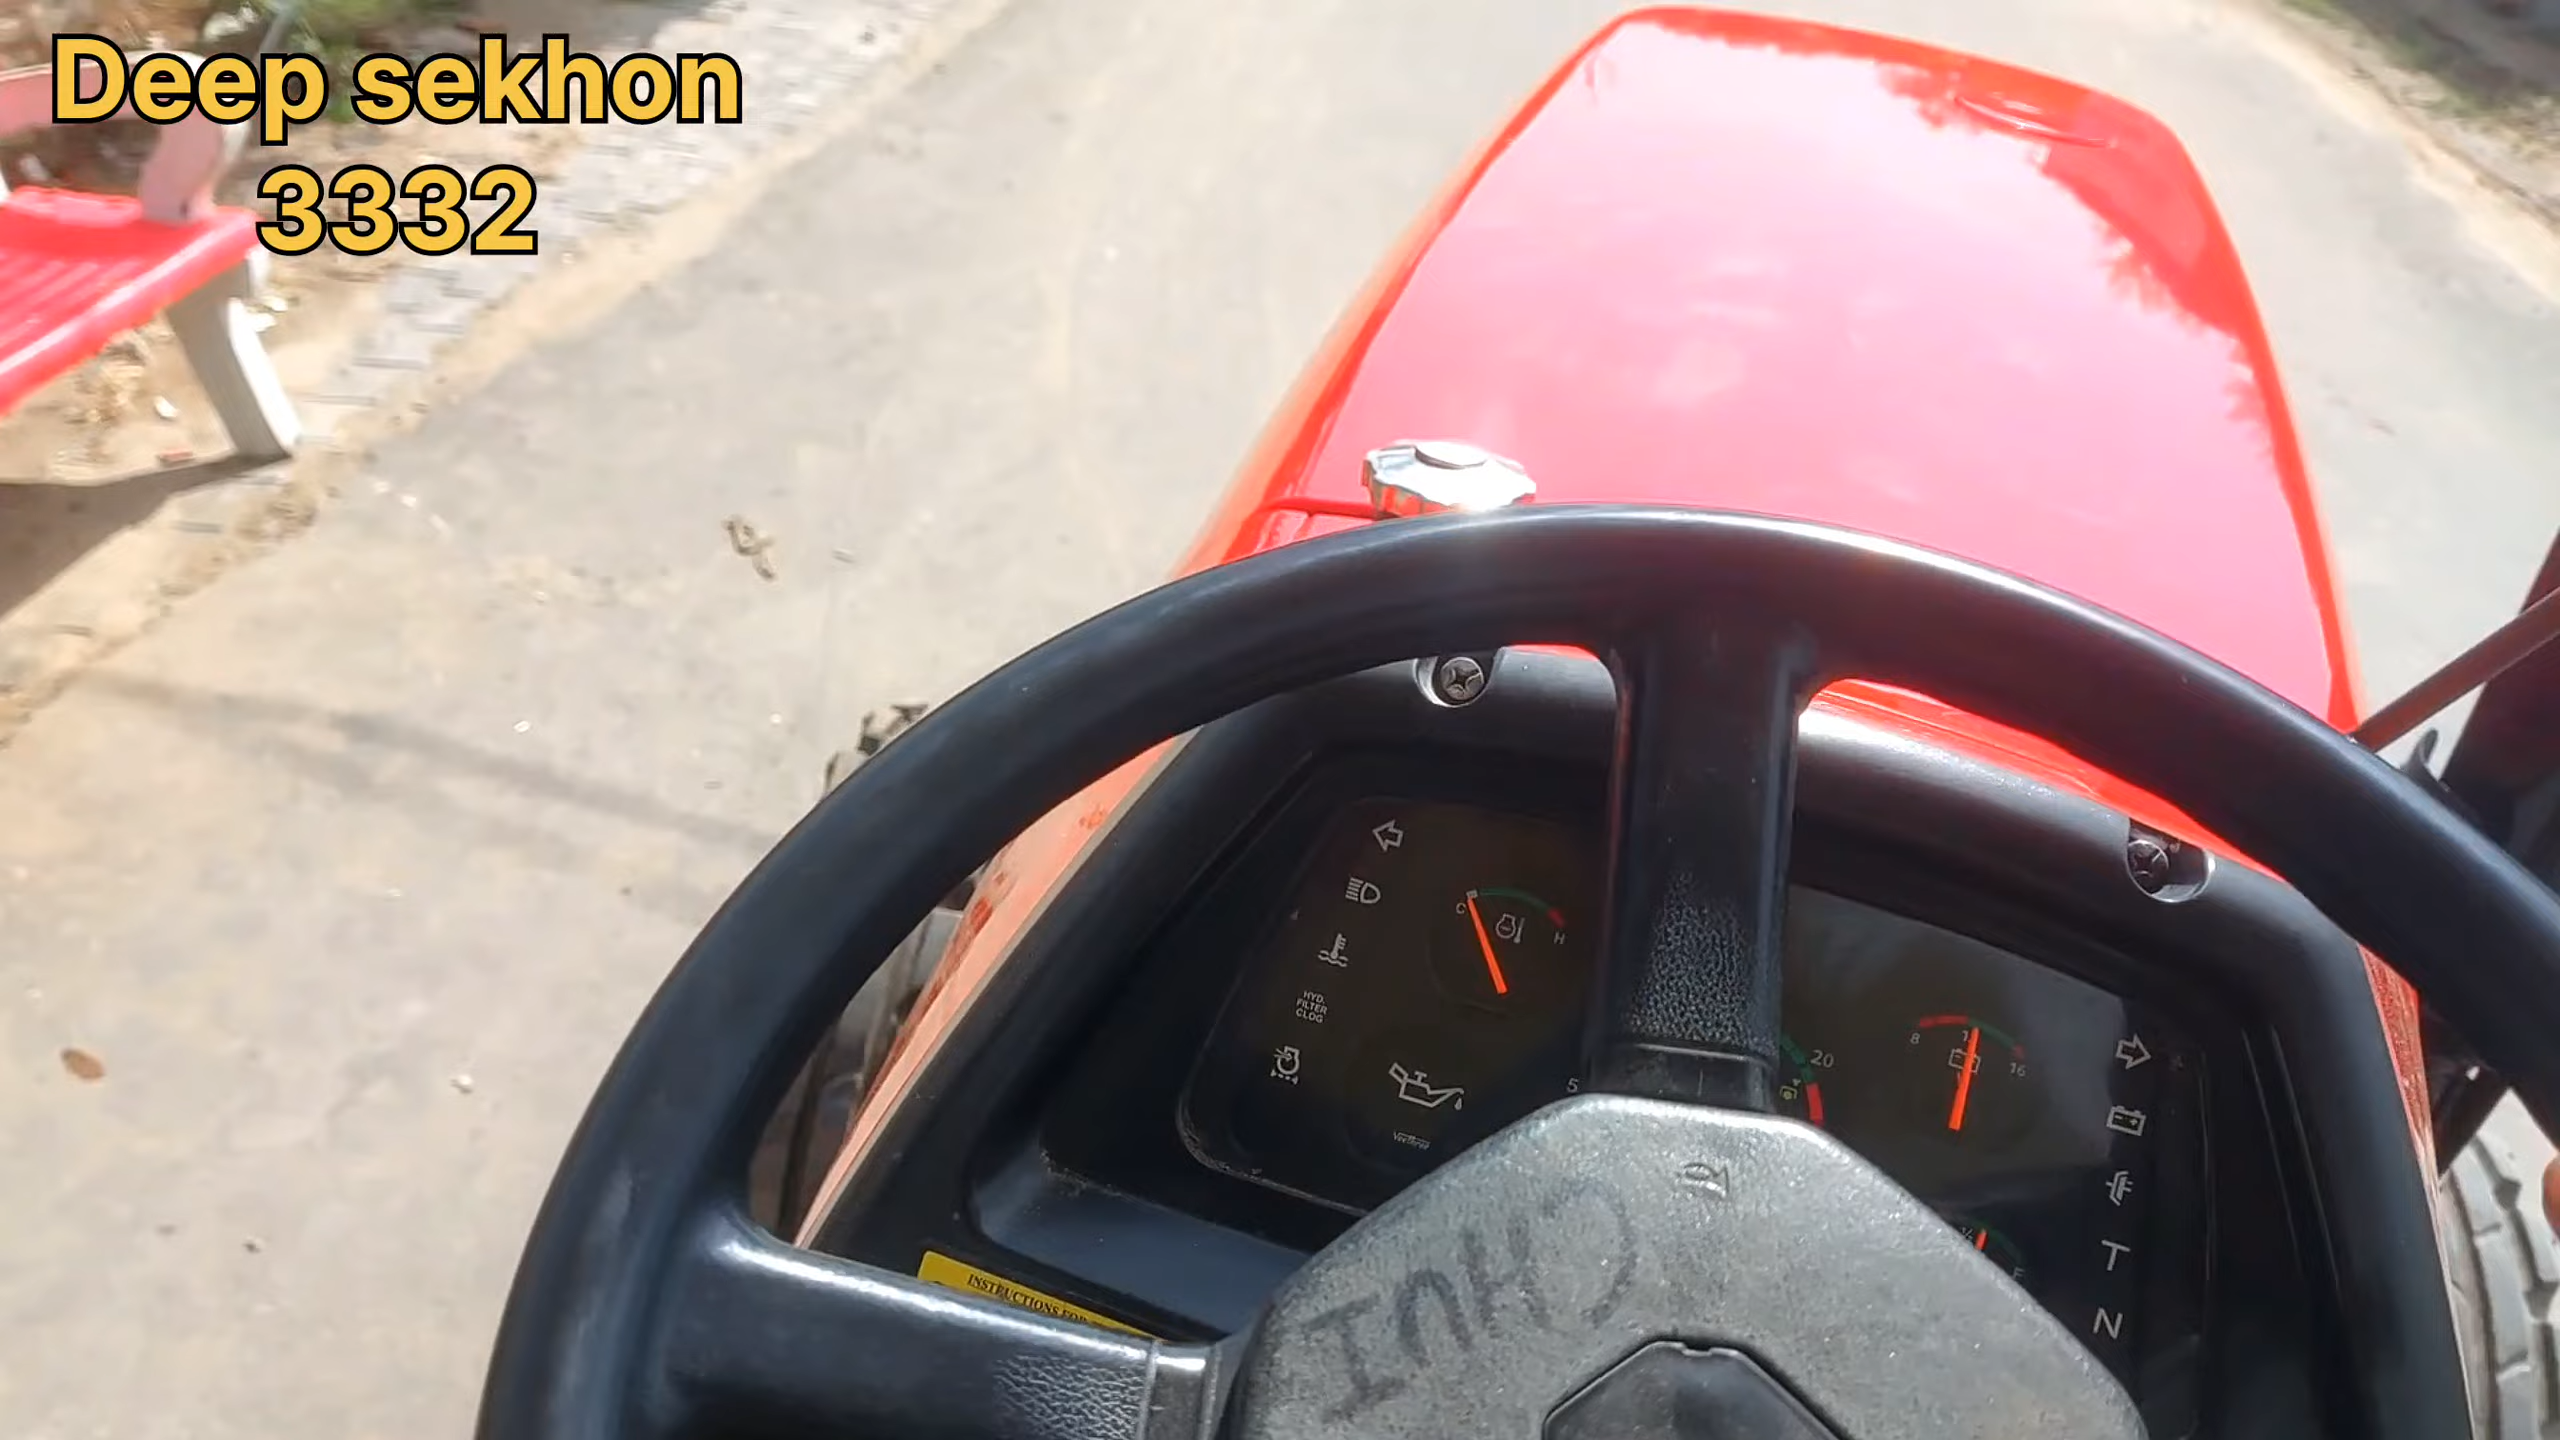 Deep sekhon
3332
C
H
HYD.
FILTER
CLOG
5
20
8
16
F
T
N
INSTRUCTIONS FOR